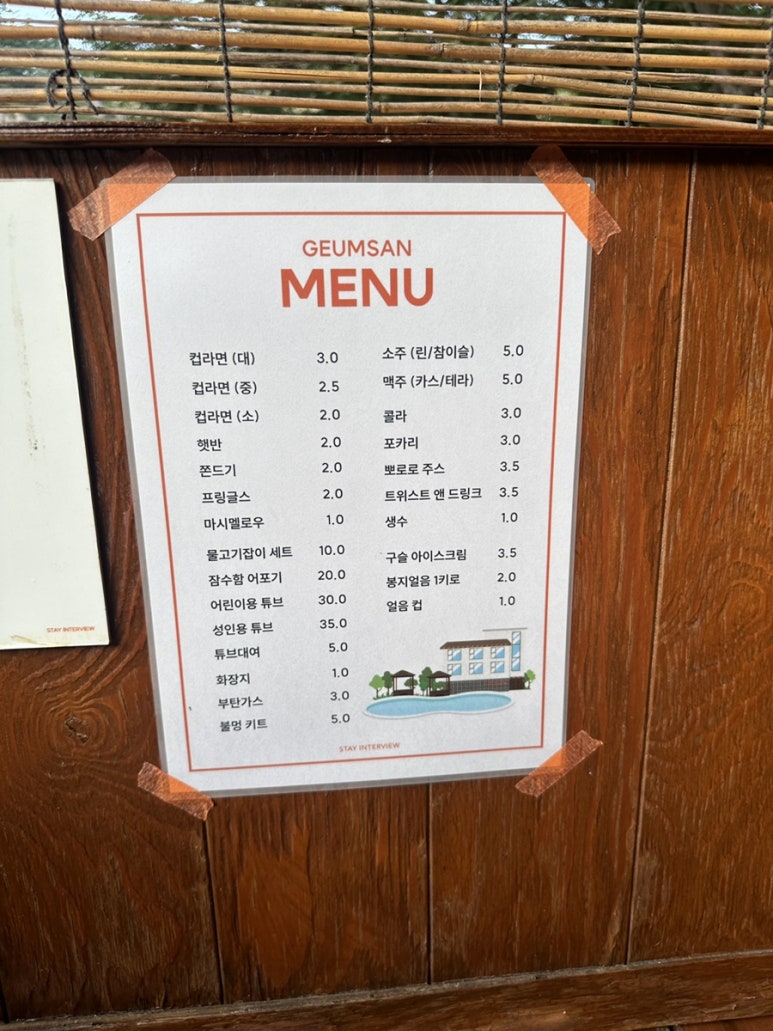 GEUMSAN
MENU
컵라면 (대) 3.0
컵라면 (중) 2.5
컵라면 (소) 2.0
햇반 2.0
쫀드기 2.0
프링글스 2.0
마시멜로우 1.0
물고기잡이 세트 10.0
잠수함 어포기 20.0
어린이용 튜브 30.0
성인용 튜브 35.0
튜브대여 5.0
화장지 1.0
부탄가스 3.0
불멍 키트 5.0
소주 (린/참이슬) 5.0
맥주 (카스/테라) 5.0
콜라 3.0
포카리 3.0
뽀로로 주스 3.5
트위스트 앤 드링크 3.5
생수 1.0
구슬 아이스크림 3.5
봉지얼음 1키로 2.0
얼음 컵 1.0
STAY INTERVIEW
STAY INTERVIEW